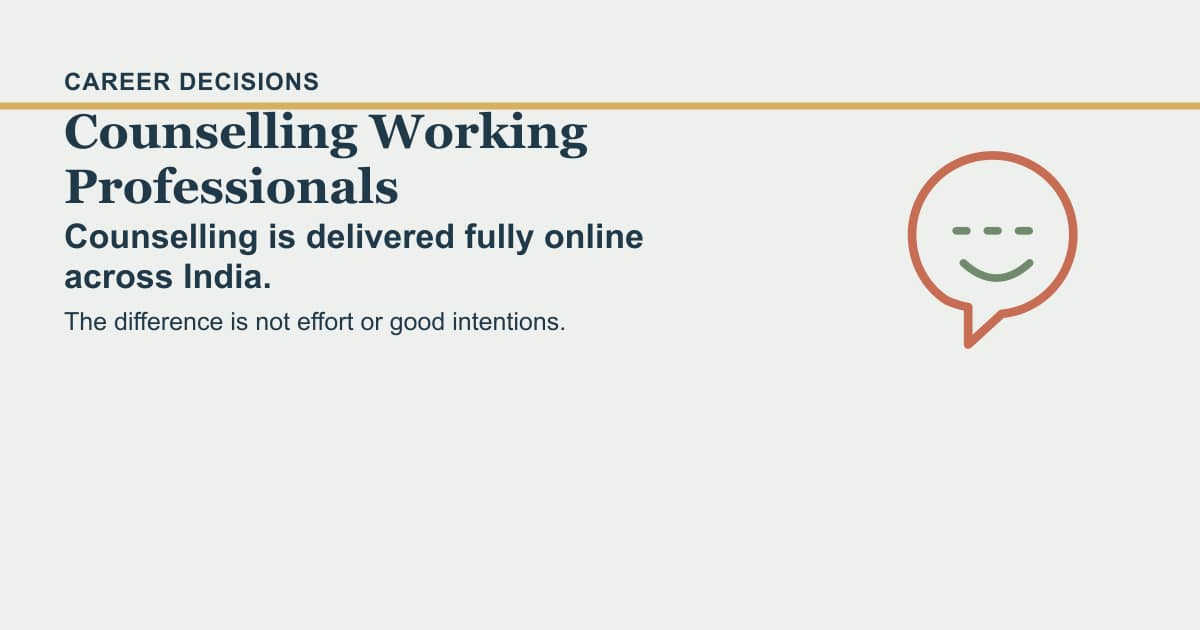 CAREER DECISIONS
Counselling Working
Professionals
Counselling is delivered fully online
across India.
The difference is not effort or good intentions.